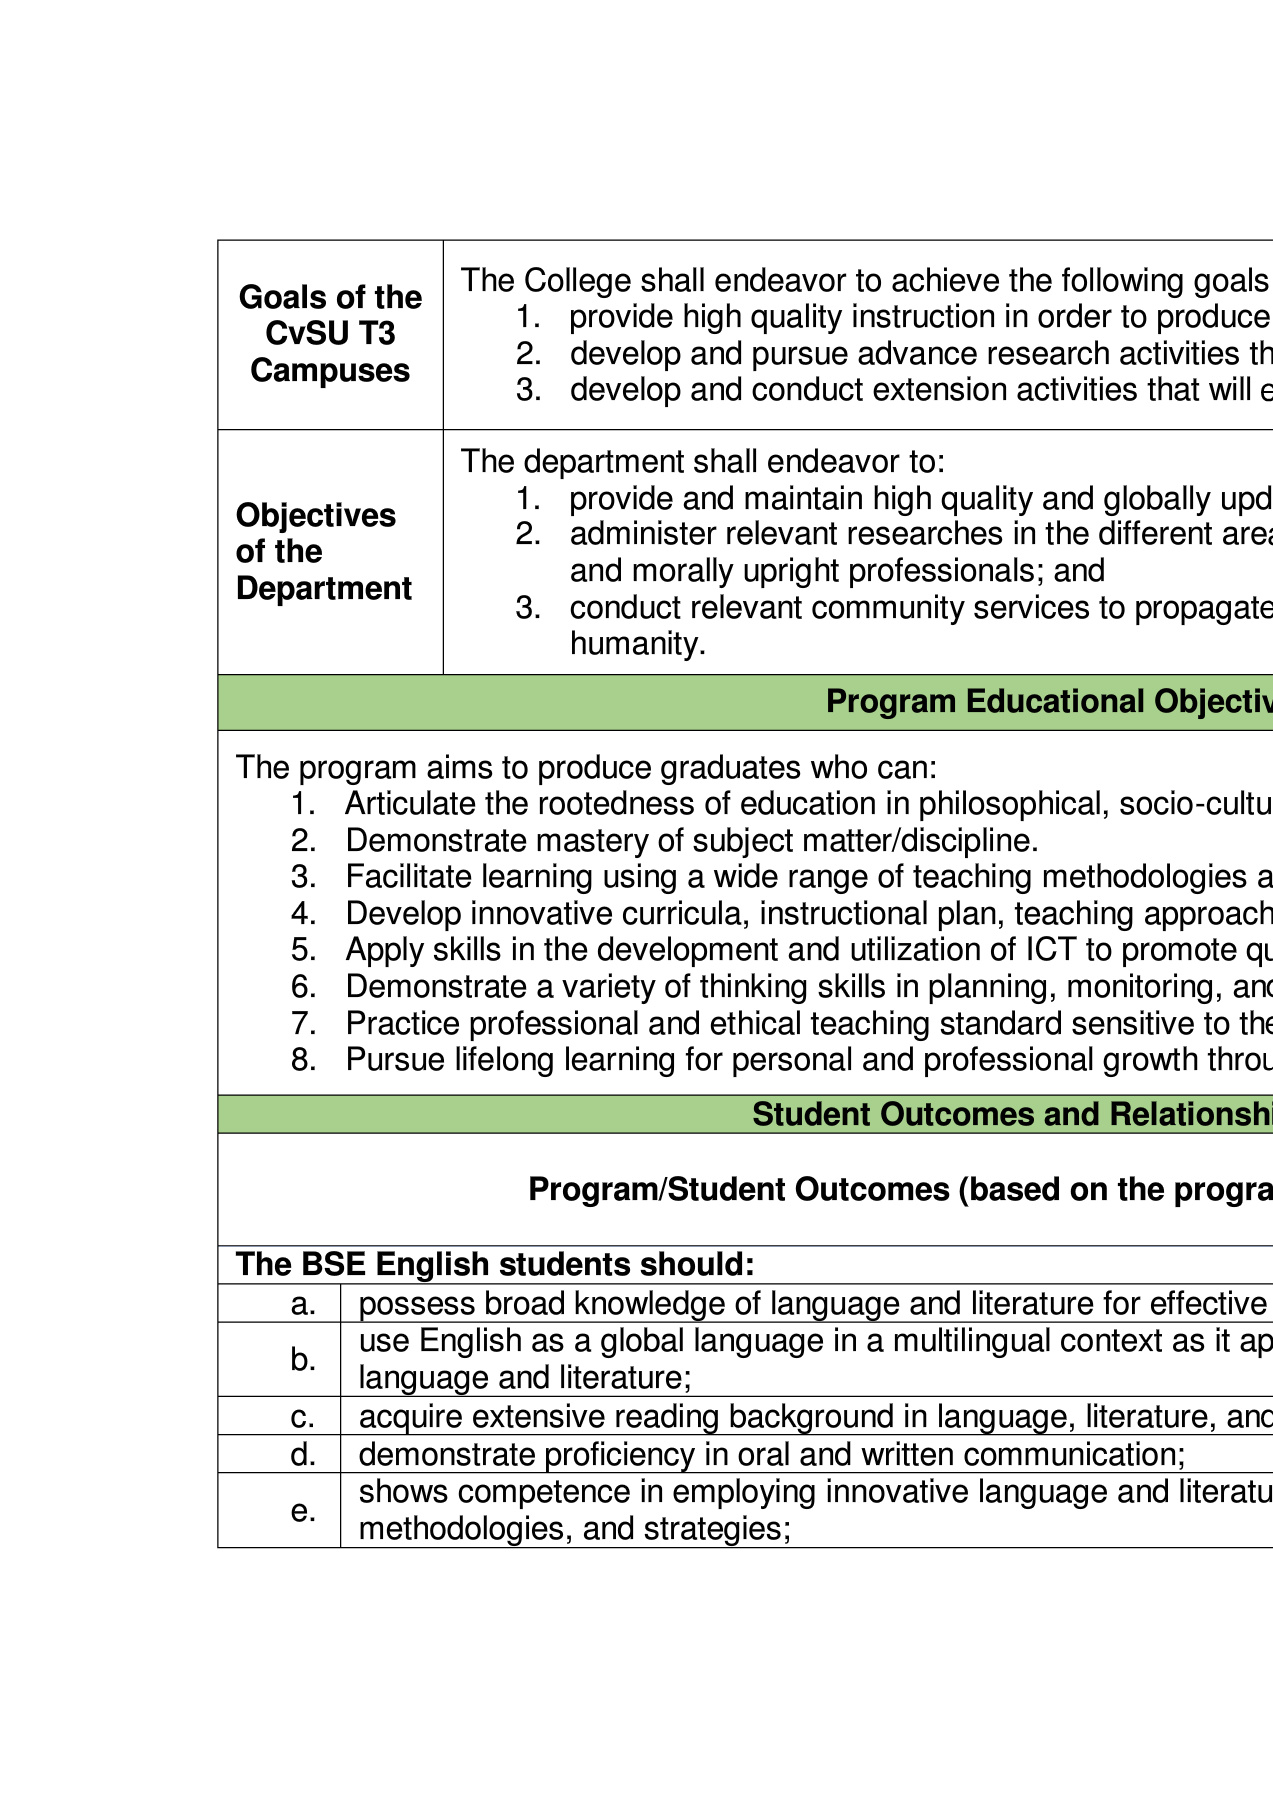 Goals of the
CvSU T3
Campuses
The College shall endeavor to achieve the following goals
1. provide high quality instruction in order to produce
2. develop and pursue advance research activities th
3. develop and conduct extension activities that will e
Objectives
of the
Department
The department shall endeavor to:
1. provide and maintain high quality and globally upd
2. administer relevant researches in the different area
and morally upright professionals; and
3. conduct relevant community services to propagate
humanity.
Program Educational Objectiv
The program aims to produce graduates who can:
1. Articulate the rootedness of education in philosophical, socio-cultu
2. Demonstrate mastery of subject matter/discipline.
3. Facilitate learning using a wide range of teaching methodologies a
4. Develop innovative curricula, instructional plan, teaching approach
5. Apply skills in the development and utilization of ICT to promote qu
6. Demonstrate a variety of thinking skills in planning, monitoring, and
7. Practice professional and ethical teaching standard sensitive to the
8. Pursue lifelong learning for personal and professional growth throu
Student Outcomes and Relationshi
Program/Student Outcomes (based on the progra
The BSE English students should:
a. possess broad knowledge of language and literature for effective
b. use English as a global language in a multilingual context as it ap
language and literature;
c. acquire extensive reading background in language, literature, and
d. demonstrate proficiency in oral and written communication;
e. shows competence in employing innovative language and literatu
methodologies, and strategies;